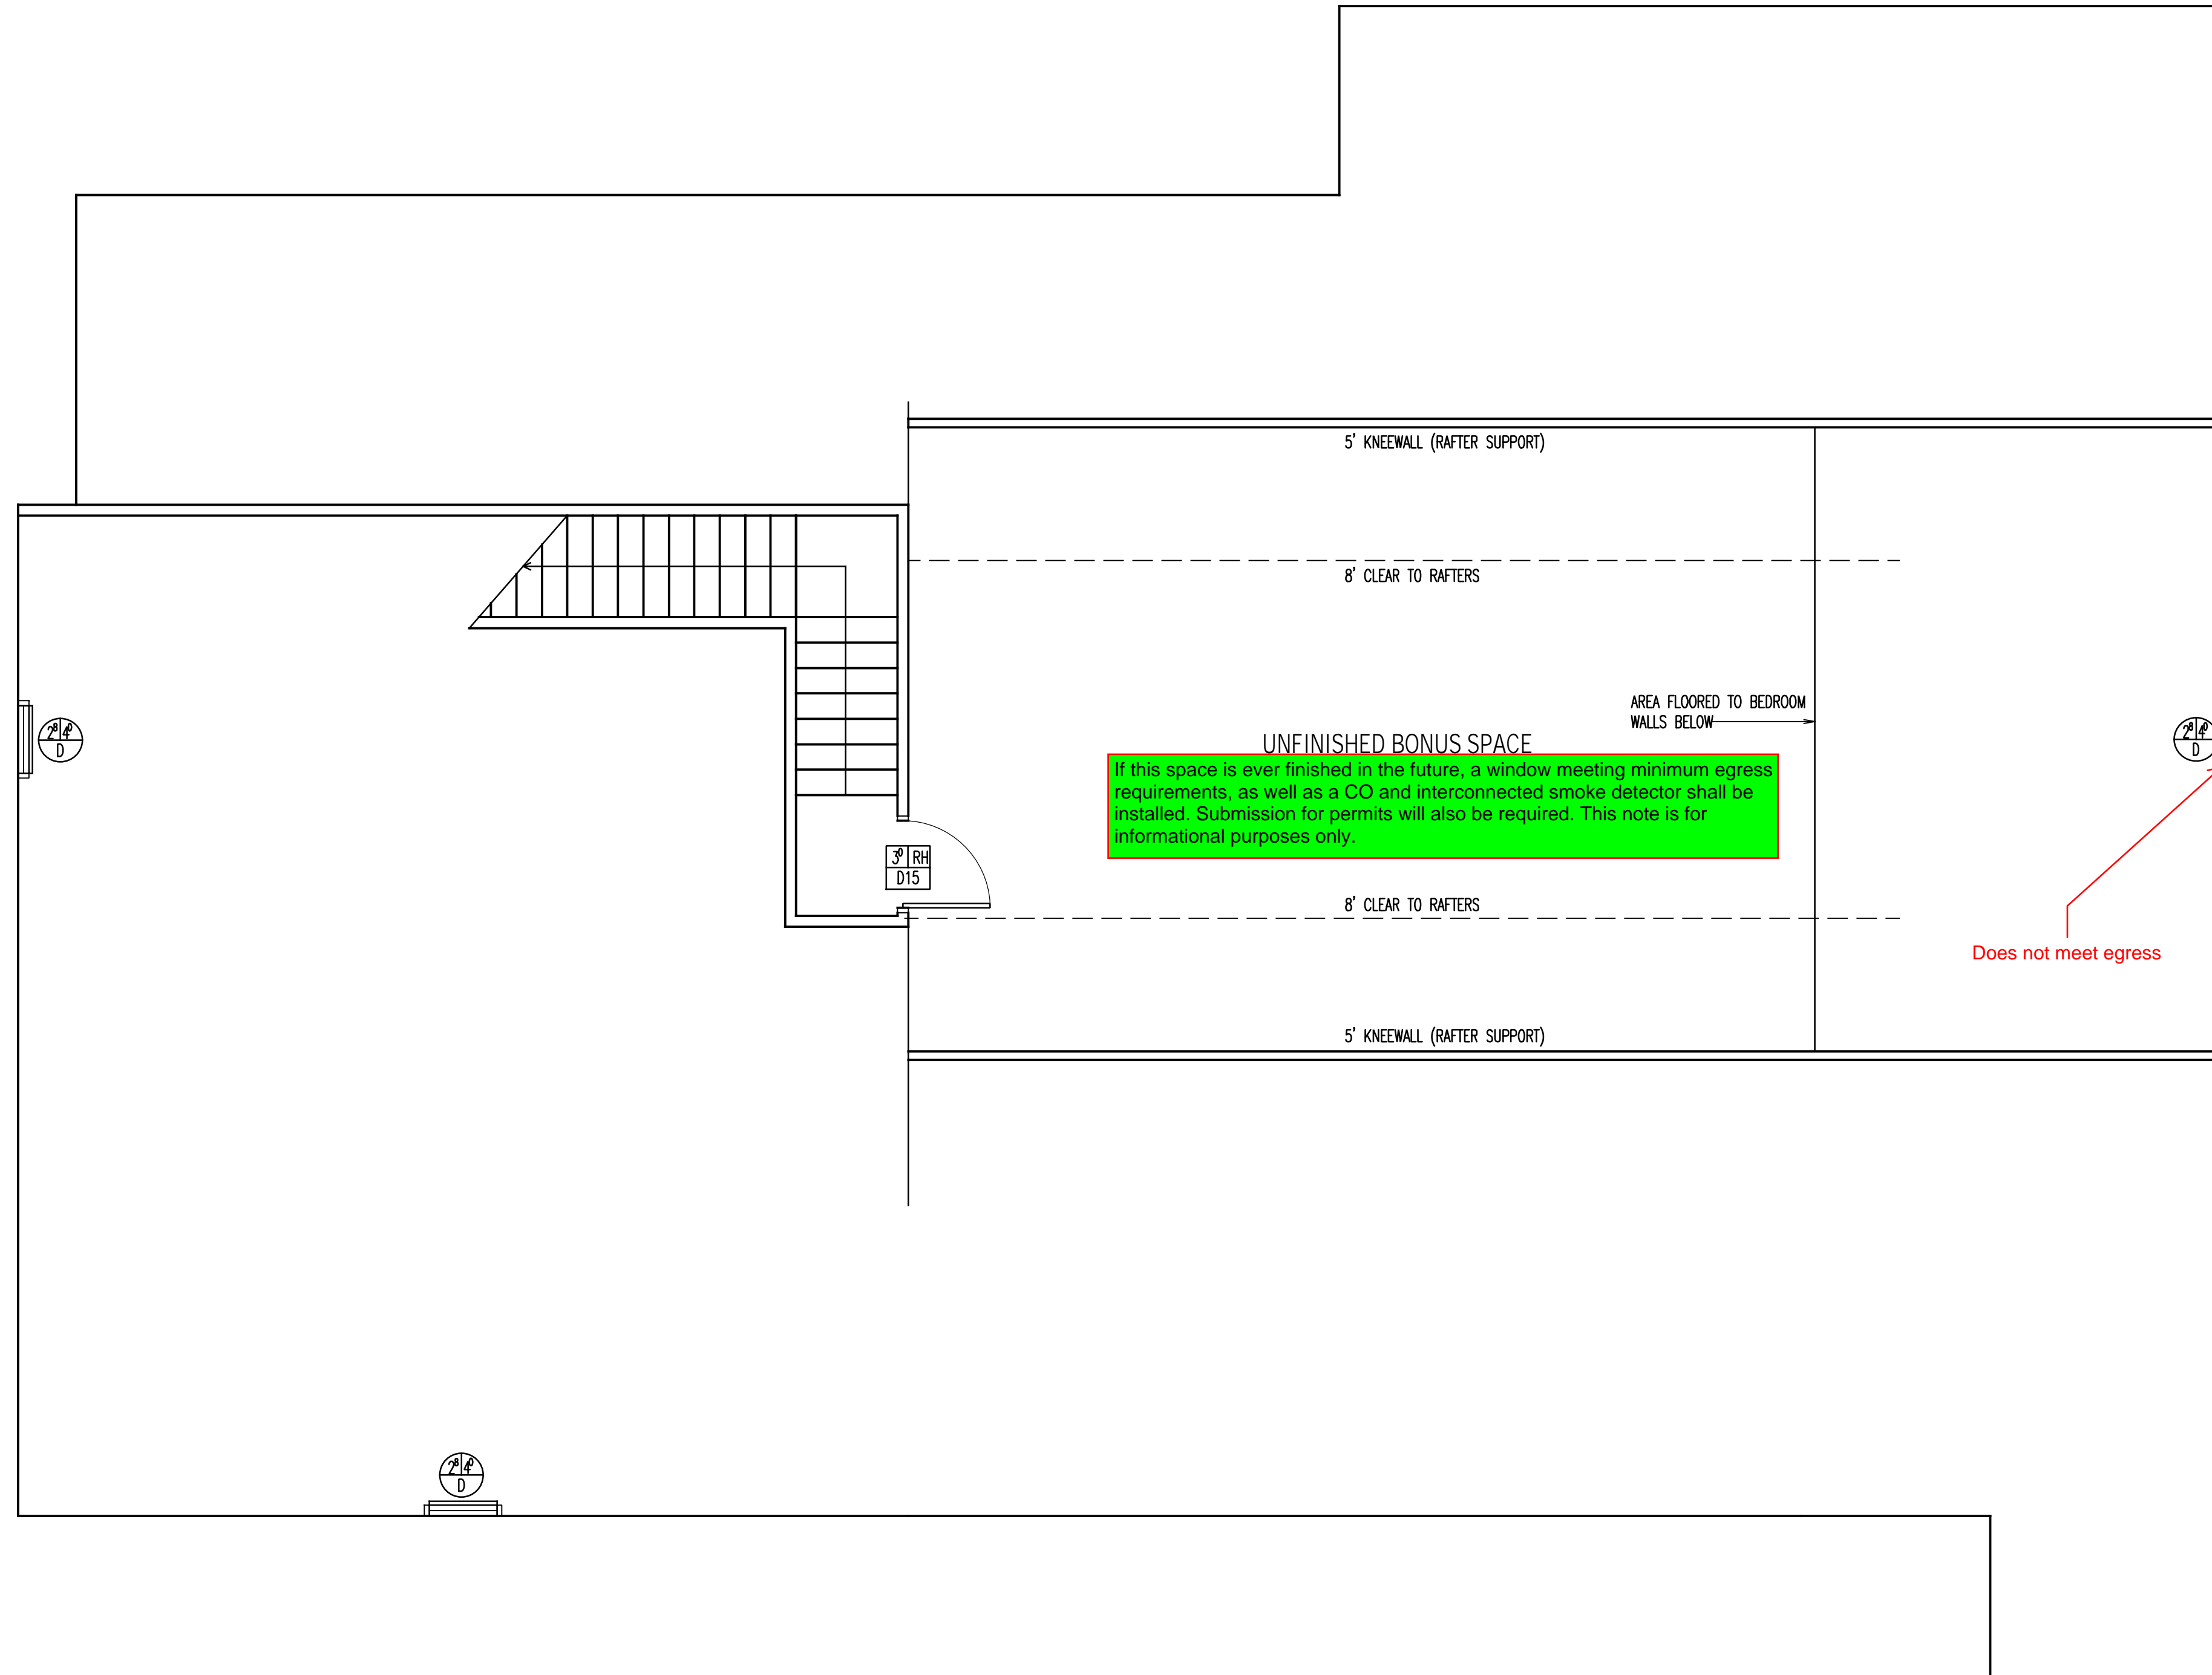 5' KNEEWALL (RAFTER SUPPORT)
8' CLEAR TO RAFTERS
AREA FLOORED TO BEDROOM
WALLS BELOW
2⁸ 4⁰
D
2⁸ 4⁰
D
UNFINISHED BONUS SPACE
If this space is ever finished in the future, a window meeting minimum egress
requirements, as well as a CO and interconnected smoke detector shall be
installed. Submission for permits will also be required. This note is for
informational purposes only.
3⁰ RH
D15
8' CLEAR TO RAFTERS
Does not meet egress
5' KNEEWALL (RAFTER SUPPORT)
2⁸ 4⁰
D